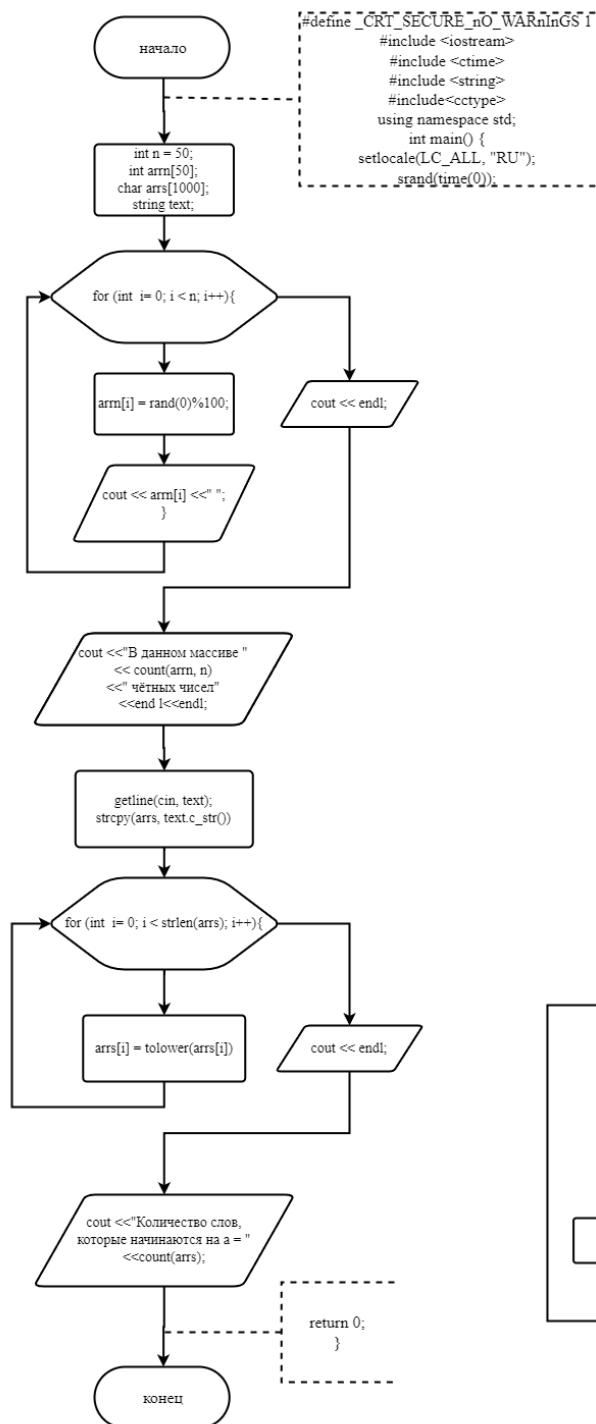 начало
#define _CRT_SECURE_nO_WARnInGS 1
#include <iostream>
#include <ctime>
#include <string>
#include<cctype>
using namespace std;
int main() {
setlocale(LC_ALL, "RU");
srand(time(0));
int n = 50;
int arrn[50];
char arrs[1000];
string text;
for (int i= 0; i < n; i++){
arrn[i] = rand(0)%100;
cout << endl;
cout << arrn[i] <<" ";
}
cout <<"В данном массиве "
<< count(arrn, n)
<<" чётных чисел"
<<end l<<endl;
getline(cin, text);
strcpy(arrs, text.c_str())
for (int i= 0; i < strlen(arrs); i++){
arrs[i] = tolower(arrs[i])
cout << endl;
cout <<"Количество слов,
которые начинаются на a = "
<<count(arrs);
return 0;
}
конец